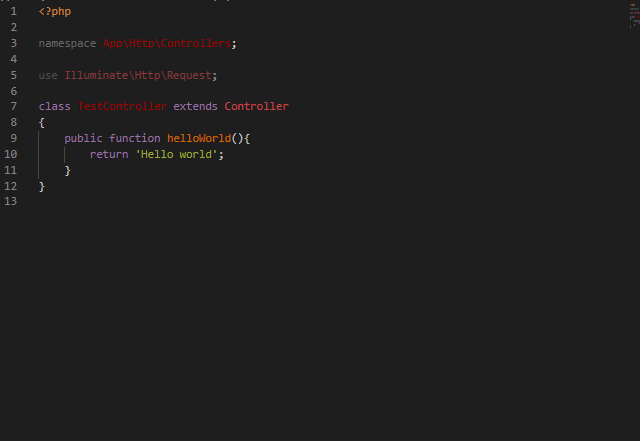 1 <?php
2
3 namespace App\Http\Controllers;
4
5 use Illuminate\Http\Request;
6
7 class TestController extends Controller
8 {
9     public function helloWorld(){
10         return 'Hello world';
11     }
12 }
13